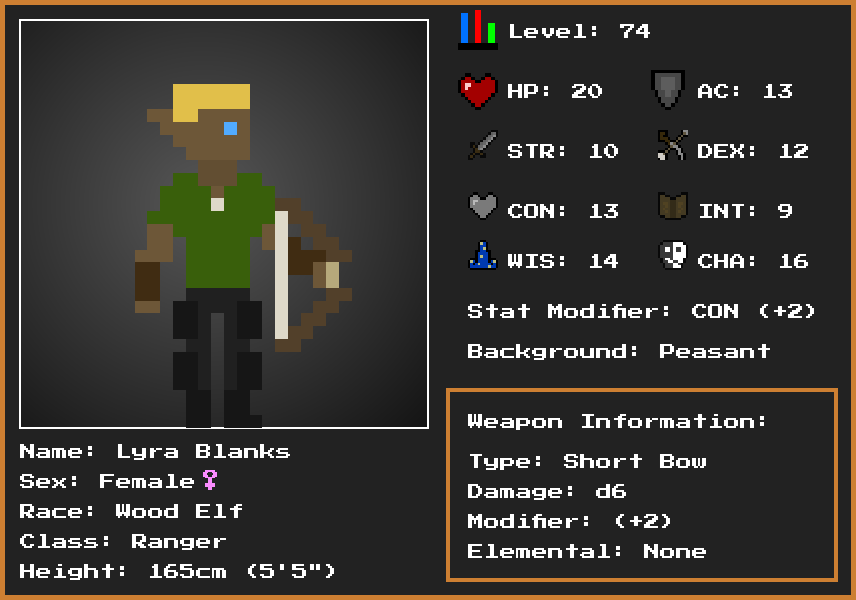 Level: 74
HP: 20
AC: 13
STR: 10
DEX: 12
CON: 13
INT: 9
WIS: 14
CHA: 16
Stat Modifier: CON (+2)
Background: Peasant
Weapon Information:
Type: Short Bow
Damage: d6
Modifier: (+2)
Elemental: None
Name: Lyra Blanks
Sex: Female♀
Race: Wood Elf
Class: Ranger
Height: 165cm (5'5")